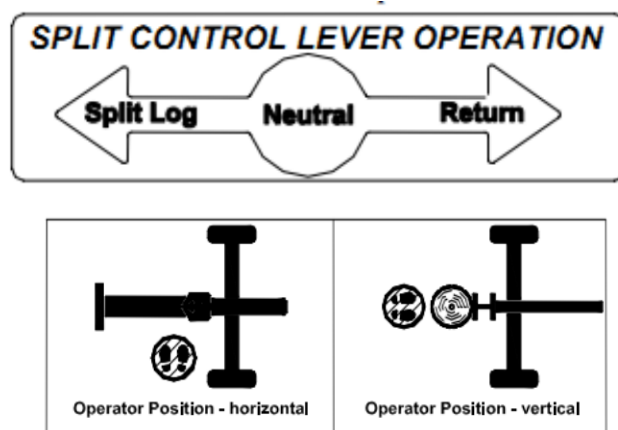 SPLIT CONTROL LEVER OPERATION
Split Log Neutral Return
Operator Position - horizontal Operator Position - vertical